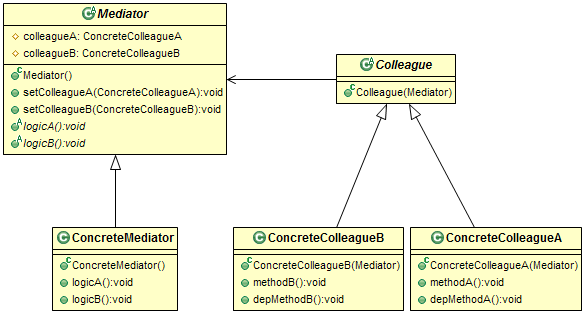 Mediator
colleagueA: ConcreteColleagueA
colleagueB: ConcreteColleagueB
Mediator()
setColleagueA(ConcreteColleagueA):void
setColleagueB(ConcreteColleagueB):void
logicA():void
logicB():void
Colleague
Colleague(Mediator)
ConcreteMediator
ConcreteMediator()
logicA():void
logicB():void
ConcreteColleagueB
ConcreteColleagueB(Mediator)
methodB():void
depMethodB():void
ConcreteColleagueA
ConcreteColleagueA(Mediator)
methodA():void
depMethodA():void